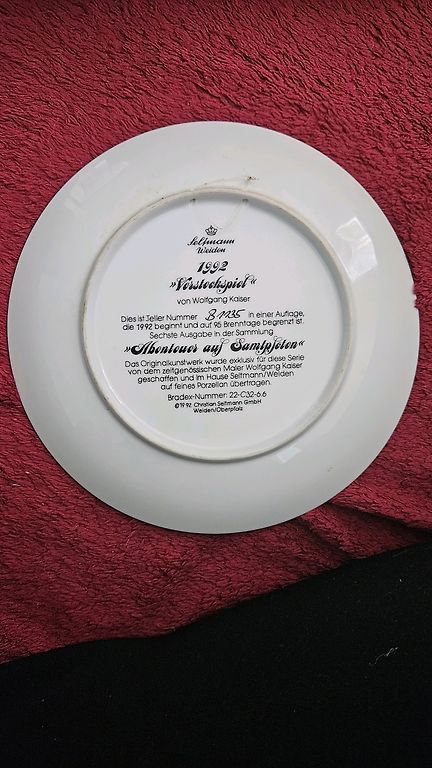 Seltmann
Weiden
1992
»Versteckspiel«
von Wolfgang Kaiser
Dies ist Teller Nummer B 1235 in einer Auflage,
die 1992 beginnt und auf 95 Brenntage begrenzt ist.
Sechste Ausgabe in der Sammlung
»Abenteuer auf Samtpfoten«
Das Originalkunstwerk wurde exklusiv für diese Serie
von dem zeitgenössischen Maler Wolfgang Kaiser
geschaffen und im Hause Seltmann/Weiden
auf feines Porzellan übertragen.
Bradex-Nummer: 22-C32-6.6
©1992 Christian Seltmann GmbH
Weiden/Oberpfalz